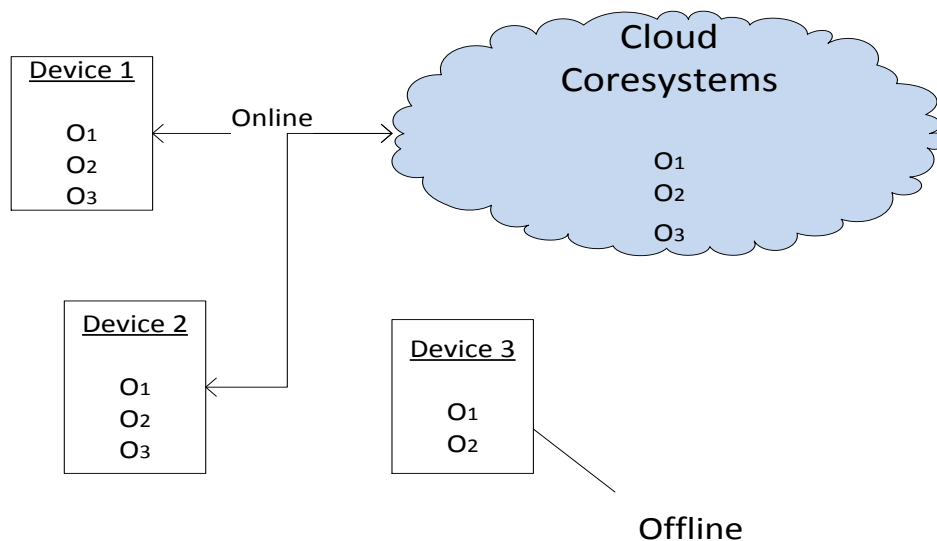 Device 1
O1
O2
O3
Online
Cloud
Coresystems
O1
O2
O3
Device 2
O1
O2
O3
Device 3
O1
O2
Offline